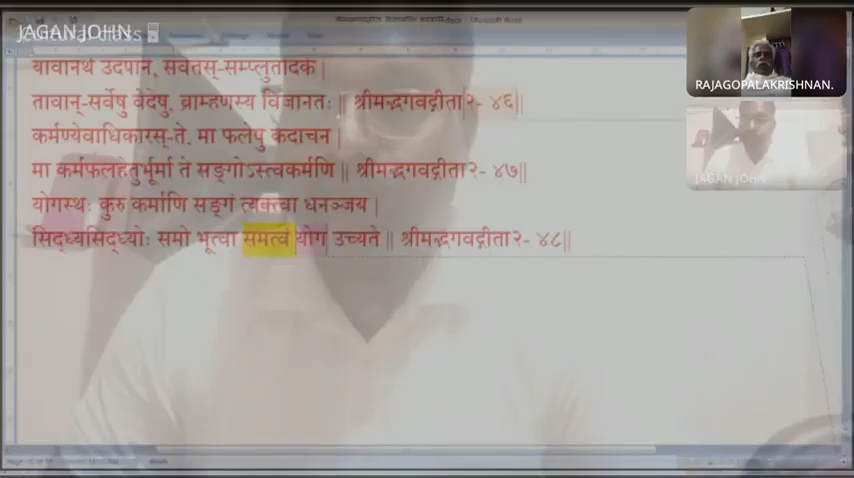 JAGAN JOHN
यावानर्थ उदपाने, सर्वतस्-सम्प्लुतोदके |
तावान्-सर्वेषु वेदेषु, ब्राम्हणस्य विजानतः || श्रीमद्भगवद्गीता|२- ४६||
कर्मण्येवाधिकारस्-ते, मा फलेषु कदाचन |
मा कर्मफलहेतुर्भूर्मा ते सङ्गोऽस्त्वकर्मणि || श्रीमद्भगवद्गीता२- ४७||
योगस्थः कुरु कर्माणि सङ्गं त्यक्त्वा धनञ्जय |
सिद्ध्यसिद्ध्योः समो भूत्वा समत्वं योग उच्यते || श्रीमद्भगवद्गीता२- ४८||
RAJAGOPALAKRISHNAN.
JAGAN JOHN